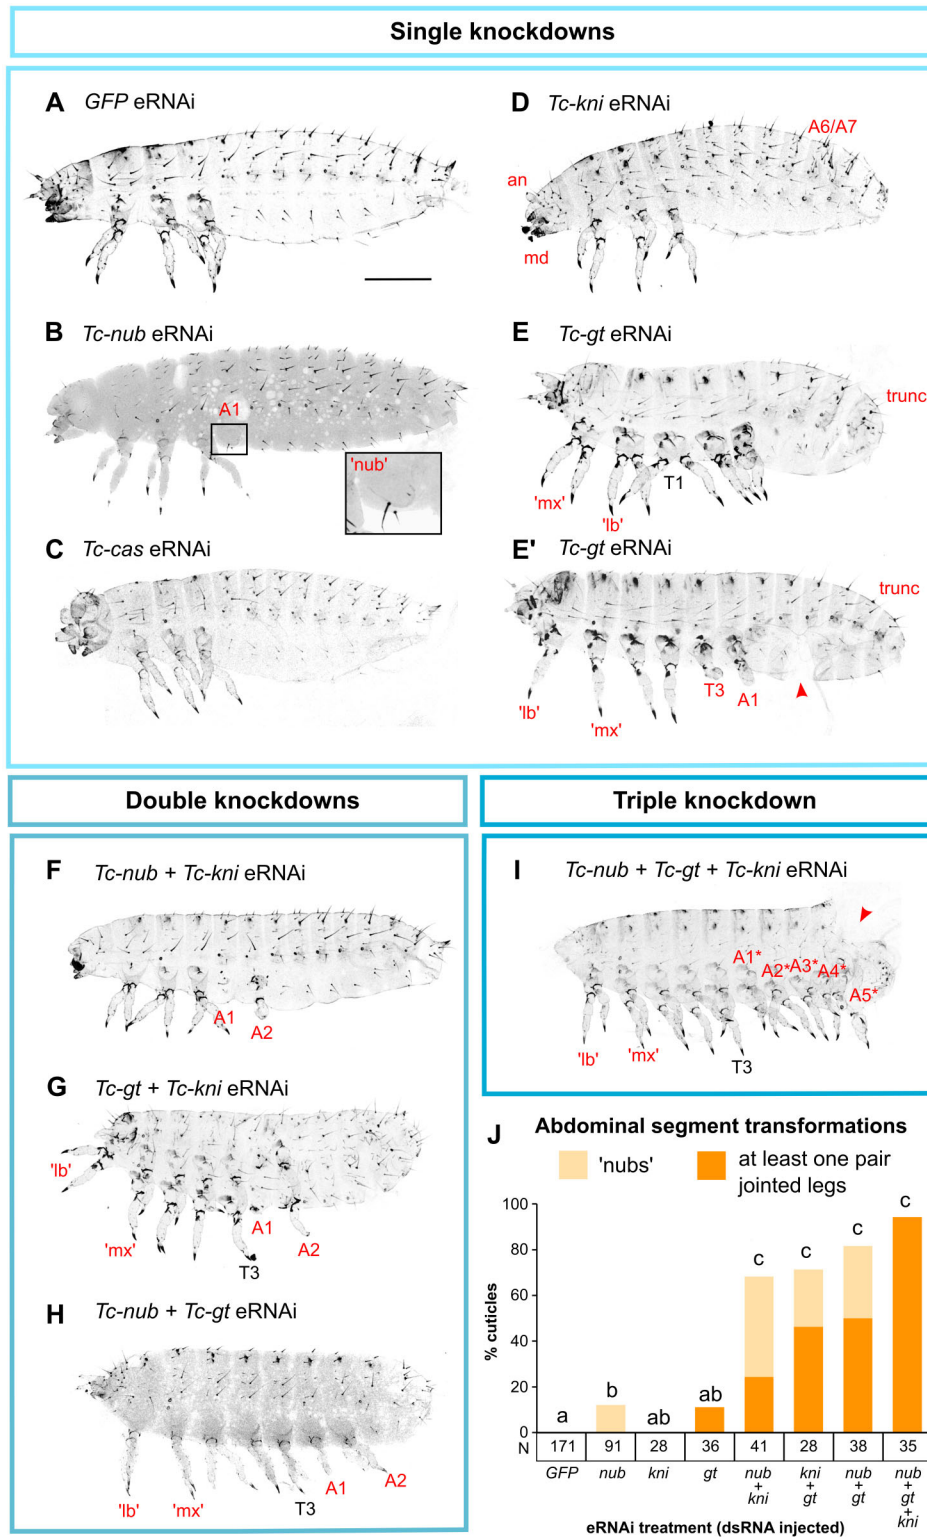 Single knockdowns
A GFP eRNAi
D Tc-kni eRNAi
A6/A7
an
md
B Tc-nub eRNAi
A1
'nub'
E Tc-gt eRNAi
trunc
'mx'
'lb'
T1
C Tc-cas eRNAi
E' Tc-gt eRNAi
trunc
'lb'
'mx'
T3
A1
Double knockdowns
Triple knockdown
F Tc-nub + Tc-kni eRNAi
A1
A2
I Tc-nub + Tc-gt + Tc-kni eRNAi
A1*
A2*
A3*
A4*
A5*
'lb'
'mx'
T3
G Tc-gt + Tc-kni eRNAi
'lb'
'mx'
A1
T3
A2
H Tc-nub + Tc-gt eRNAi
'lb'
'mx'
T3
A1
A2
J Abdominal segment transformations
'nubs'
at least one pair
jointed legs
% cuticles
100
80
60
40
20
0
a
b
ab
ab
c
c
c
c
N 171 91 28 36 41 28 38 35
GFP nub kni gt nub + kni kni + gt nub + gt nub + gt + kni
eRNAi treatment (dsRNA injected)